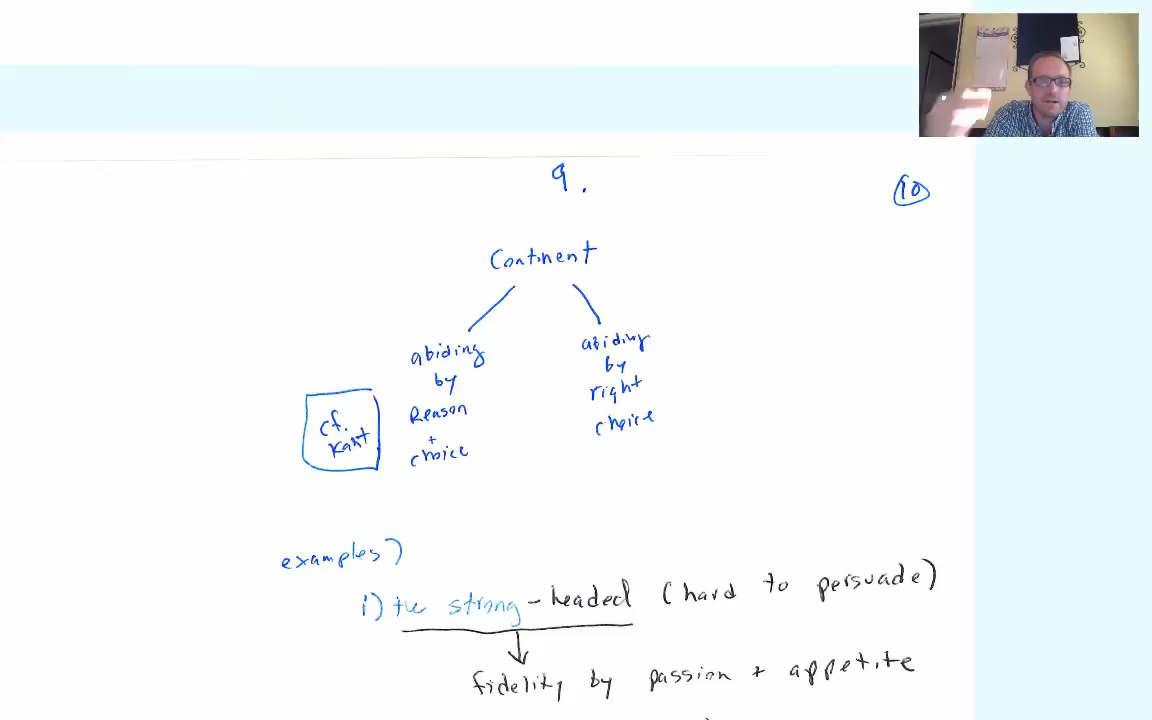 9.
10
Continent
abiding
by
Reason
+
choice
abiding
by
right
choice
cf.
Kant
examples)
i) the strong-headed (hard to persuade)
fidelity by passion + appetite